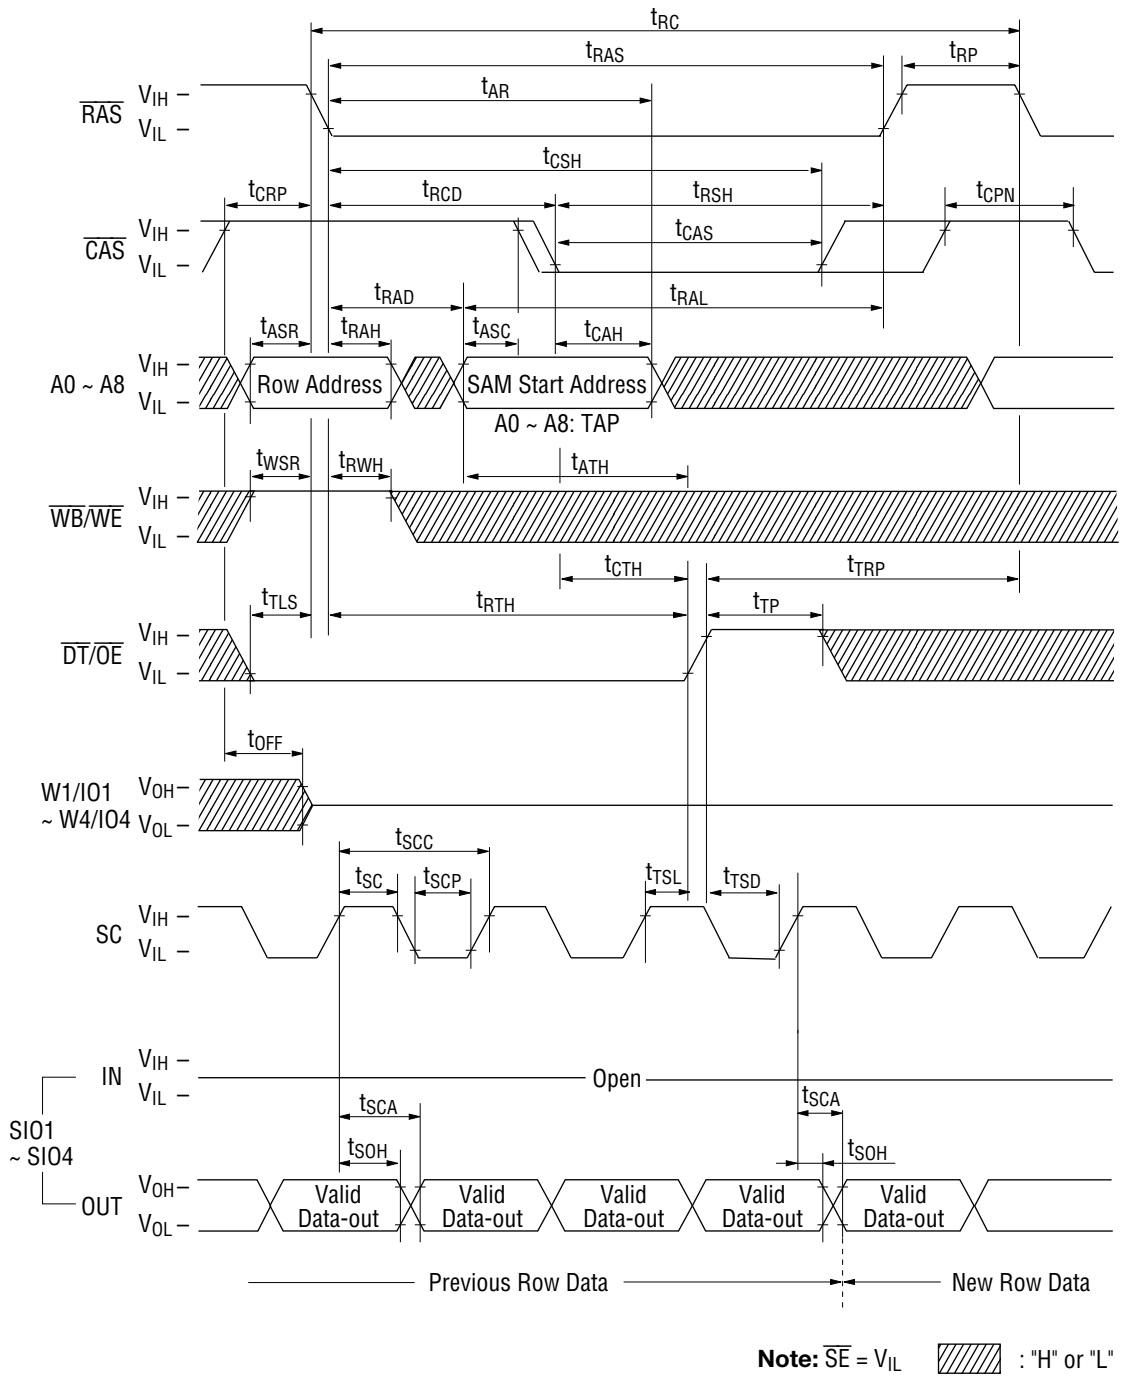 tRC
tRAS
tRP
tAR
RAS
VIH
VIL
tCSH
tCRP
tRCD
tRSH
tCPN
CAS
VIH
VIL
tCAS
tRAD
tRAL
tASR
tRAH
tASC
tCAH
A0 ~ A8
VIH
VIL
Row Address
SAM Start Address
A0 ~ A8: TAP
tWSR
tRWH
tATH
WB/WE
VIH
VIL
tCTH
tTRP
tTLS
tRTH
tTP
DT/OE
VIH
VIL
tOFF
W1/IO1
~ W4/IO4
VOH
VOL
tSCC
tSC
tSCP
tTSL
tTSD
SC
VIH
VIL
IN
VIH
VIL
Open
SIO1
~ SIO4
tSCA
tSCA
tSOH
tSOH
OUT
VOH
VOL
Valid Data-out
Valid Data-out
Valid Data-out
Valid Data-out
Valid Data-out
Previous Row Data
New Row Data
Note: SE = VIL
: "H" or "L"